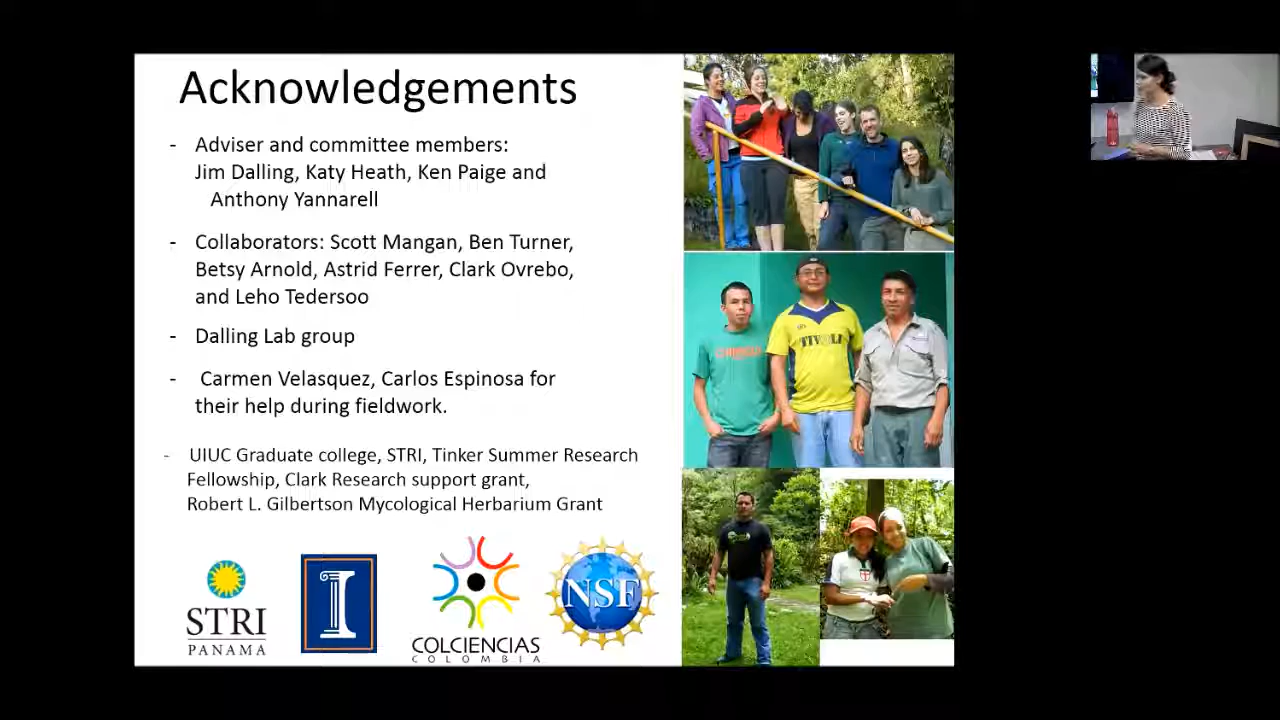 Acknowledgements
- Adviser and committee members:
Jim Dalling, Katy Heath, Ken Paige and
Anthony Yannarell
- Collaborators: Scott Mangan, Ben Turner,
Betsy Arnold, Astrid Ferrer, Clark Ovrebo,
and Leho Tedersoo
- Dalling Lab group
- Carmen Velasquez, Carlos Espinosa for
their help during fieldwork.
- UIUC Graduate college, STRI, Tinker Summer Research
Fellowship, Clark Research support grant,
Robert L. Gilbertson Mycological Herbarium Grant
STRI
PANAMA
I
COLCIENCIAS
COLOMBIA
NSF
TIVOLI